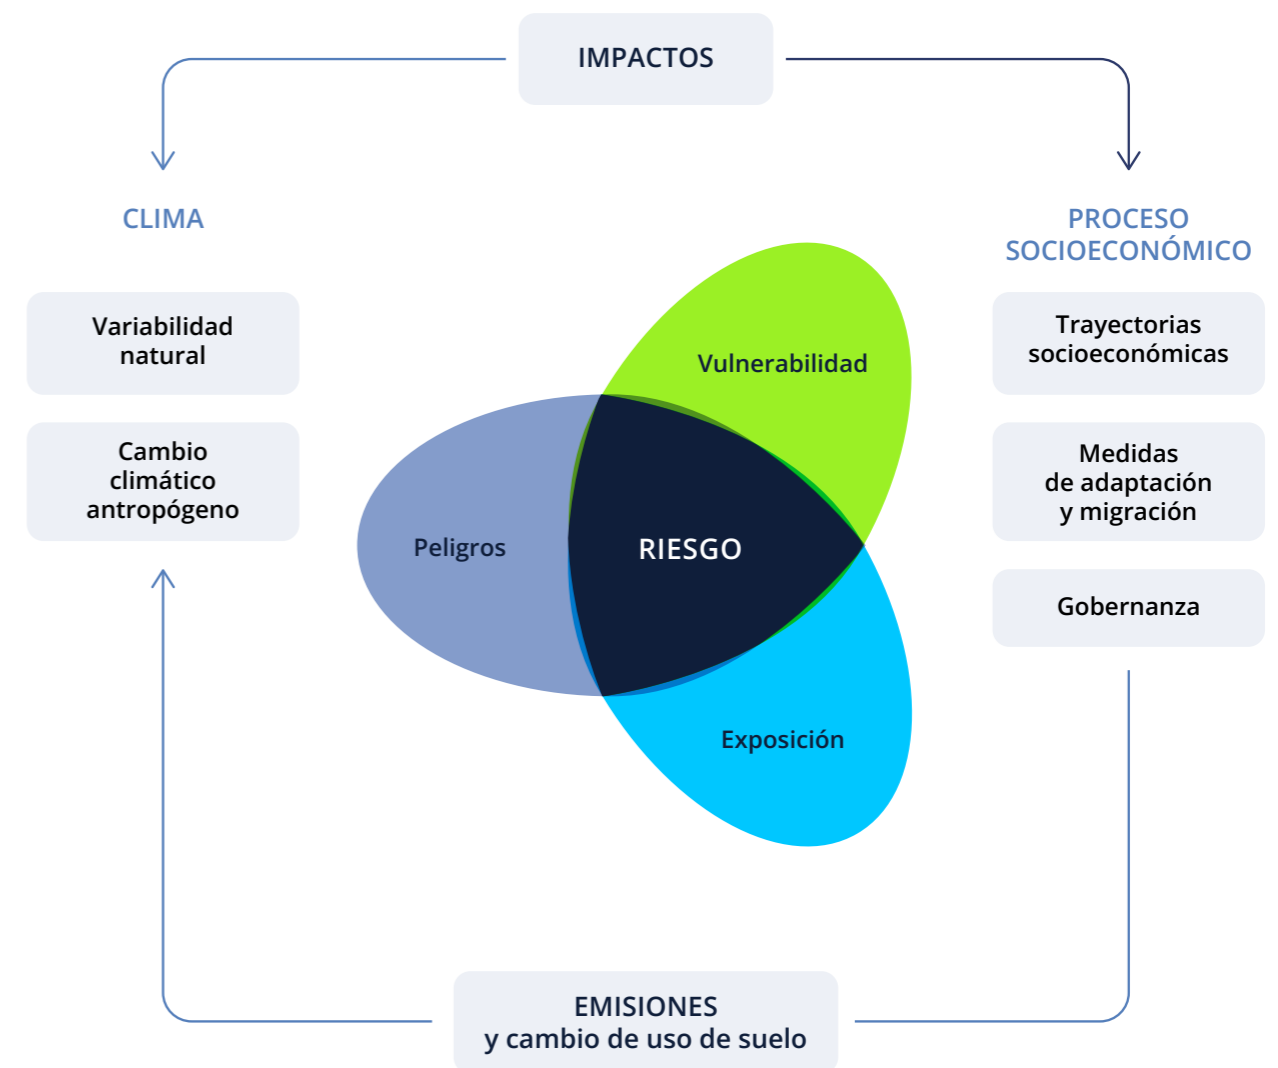 IMPACTOS
CLIMA
Variabilidad
natural
Cambio
climático
antropógeno
PROCESO
SOCIOECONÓMICO
Trayectorias
socioeconómicas
Medidas
de adaptación
y migración
Gobernanza
Vulnerabilidad
Peligros
RIESGO
Exposición
EMISIONES
y cambio de uso de suelo